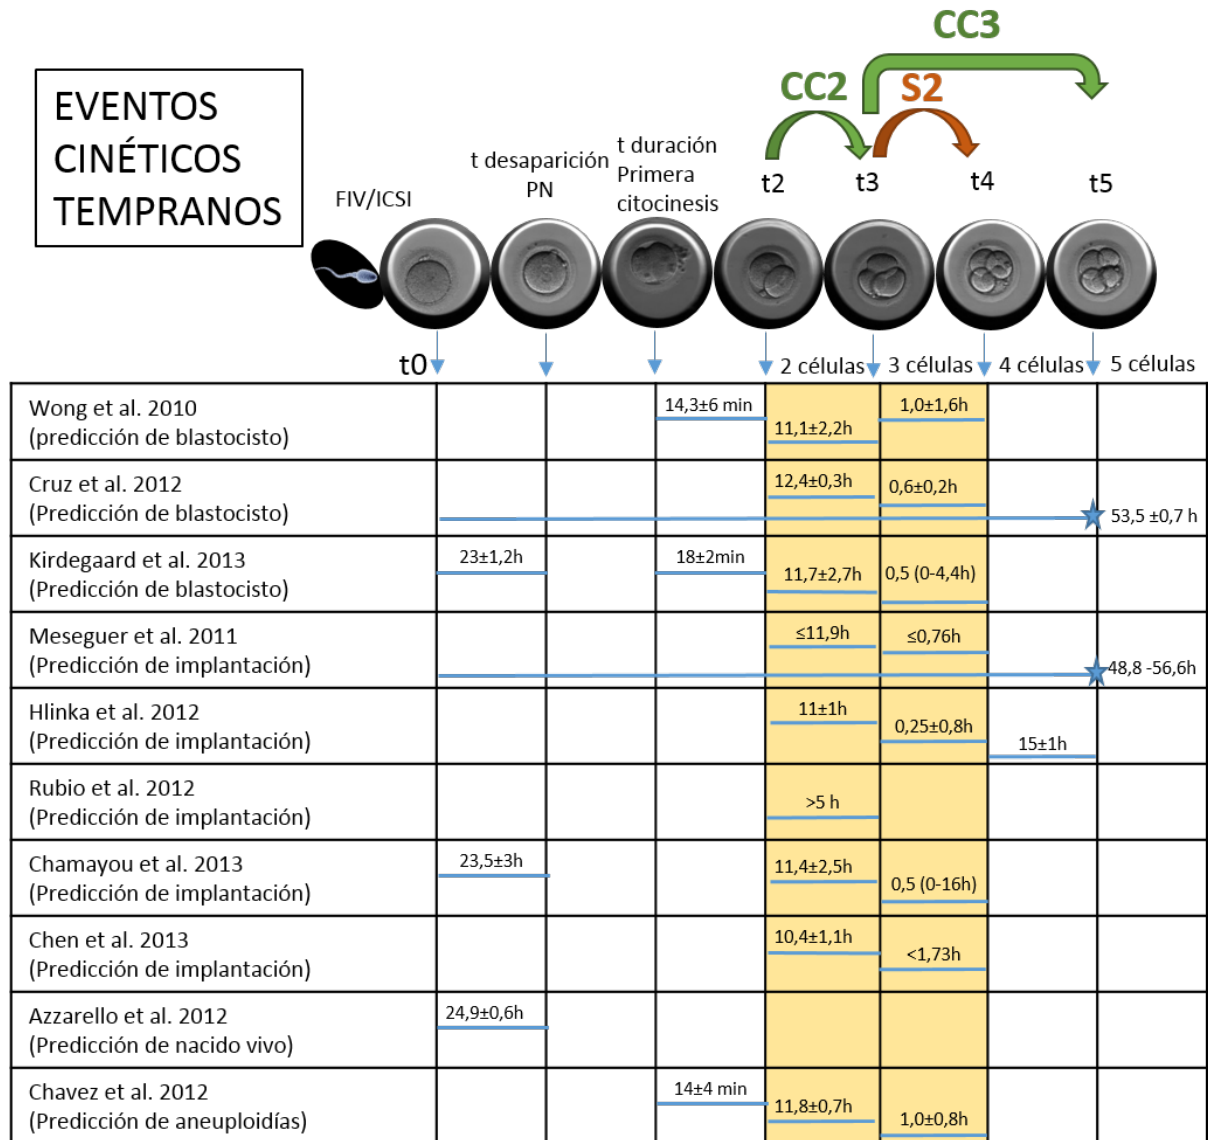 CC3
CC2
S2
EVENTOS
CINÉTICOS
TEMPRANOS
FIV/ICSI
t desaparición
PN
t duración
Primera
citocinesis
t2
t3
t4
t5
t0
2 células
3 células
4 células
5 células
Wong et al. 2010
(predicción de blastocisto)
14,3±6 min
11,1±2,2h
1,0±1,6h
Cruz et al. 2012
(Predicción de blastocisto)
12,4±0,3h
0,6±0,2h
53,5 ±0,7 h
Kirdegaard et al. 2013
(Predicción de blastocisto)
23±1,2h
18±2min
11,7±2,7h
0,5 (0-4,4h)
Meseguer et al. 2011
(Predicción de implantación)
≤11,9h
≤0,76h
48,8 -56,6h
Hlinka et al. 2012
(Predicción de implantación)
11±1h
0,25±0,8h
15±1h
Rubio et al. 2012
(Predicción de implantación)
>5 h
Chamayou et al. 2013
(Predicción de implantación)
23,5±3h
11,4±2,5h
0,5 (0-16h)
Chen et al. 2013
(Predicción de implantación)
10,4±1,1h
<1,73h
Azzarello et al. 2012
(Predicción de nacido vivo)
24,9±0,6h
Chavez et al. 2012
(Predicción de aneuploidías)
14±4 min
11,8±0,7h
1,0±0,8h